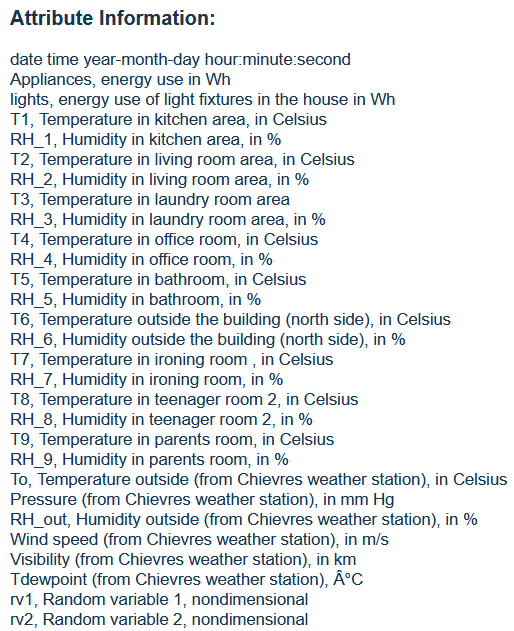 Attribute Information:
date time year-month-day hour:minute:second
Appliances, energy use in Wh
lights, energy use of light fixtures in the house in Wh
T1, Temperature in kitchen area, in Celsius
RH_1, Humidity in kitchen area, in %
T2, Temperature in living room area, in Celsius
RH_2, Humidity in living room area, in %
T3, Temperature in laundry room area
RH_3, Humidity in laundry room area, in %
T4, Temperature in office room, in Celsius
RH_4, Humidity in office room, in %
T5, Temperature in bathroom, in Celsius
RH_5, Humidity in bathroom, in %
T6, Temperature outside the building (north side), in Celsius
RH_6, Humidity outside the building (north side), in %
T7, Temperature in ironing room , in Celsius
RH_7, Humidity in ironing room, in %
T8, Temperature in teenager room 2, in Celsius
RH_8, Humidity in teenager room 2, in %
T9, Temperature in parents room, in Celsius
RH_9, Humidity in parents room, in %
To, Temperature outside (from Chievres weather station), in Celsius
Pressure (from Chievres weather station), in mm Hg
RH_out, Humidity outside (from Chievres weather station), in %
Wind speed (from Chievres weather station), in m/s
Visibility (from Chievres weather station), in km
Tdewpoint (from Chievres weather station), Â°C
rv1, Random variable 1, nondimensional
rv2, Random variable 2, nondimensional